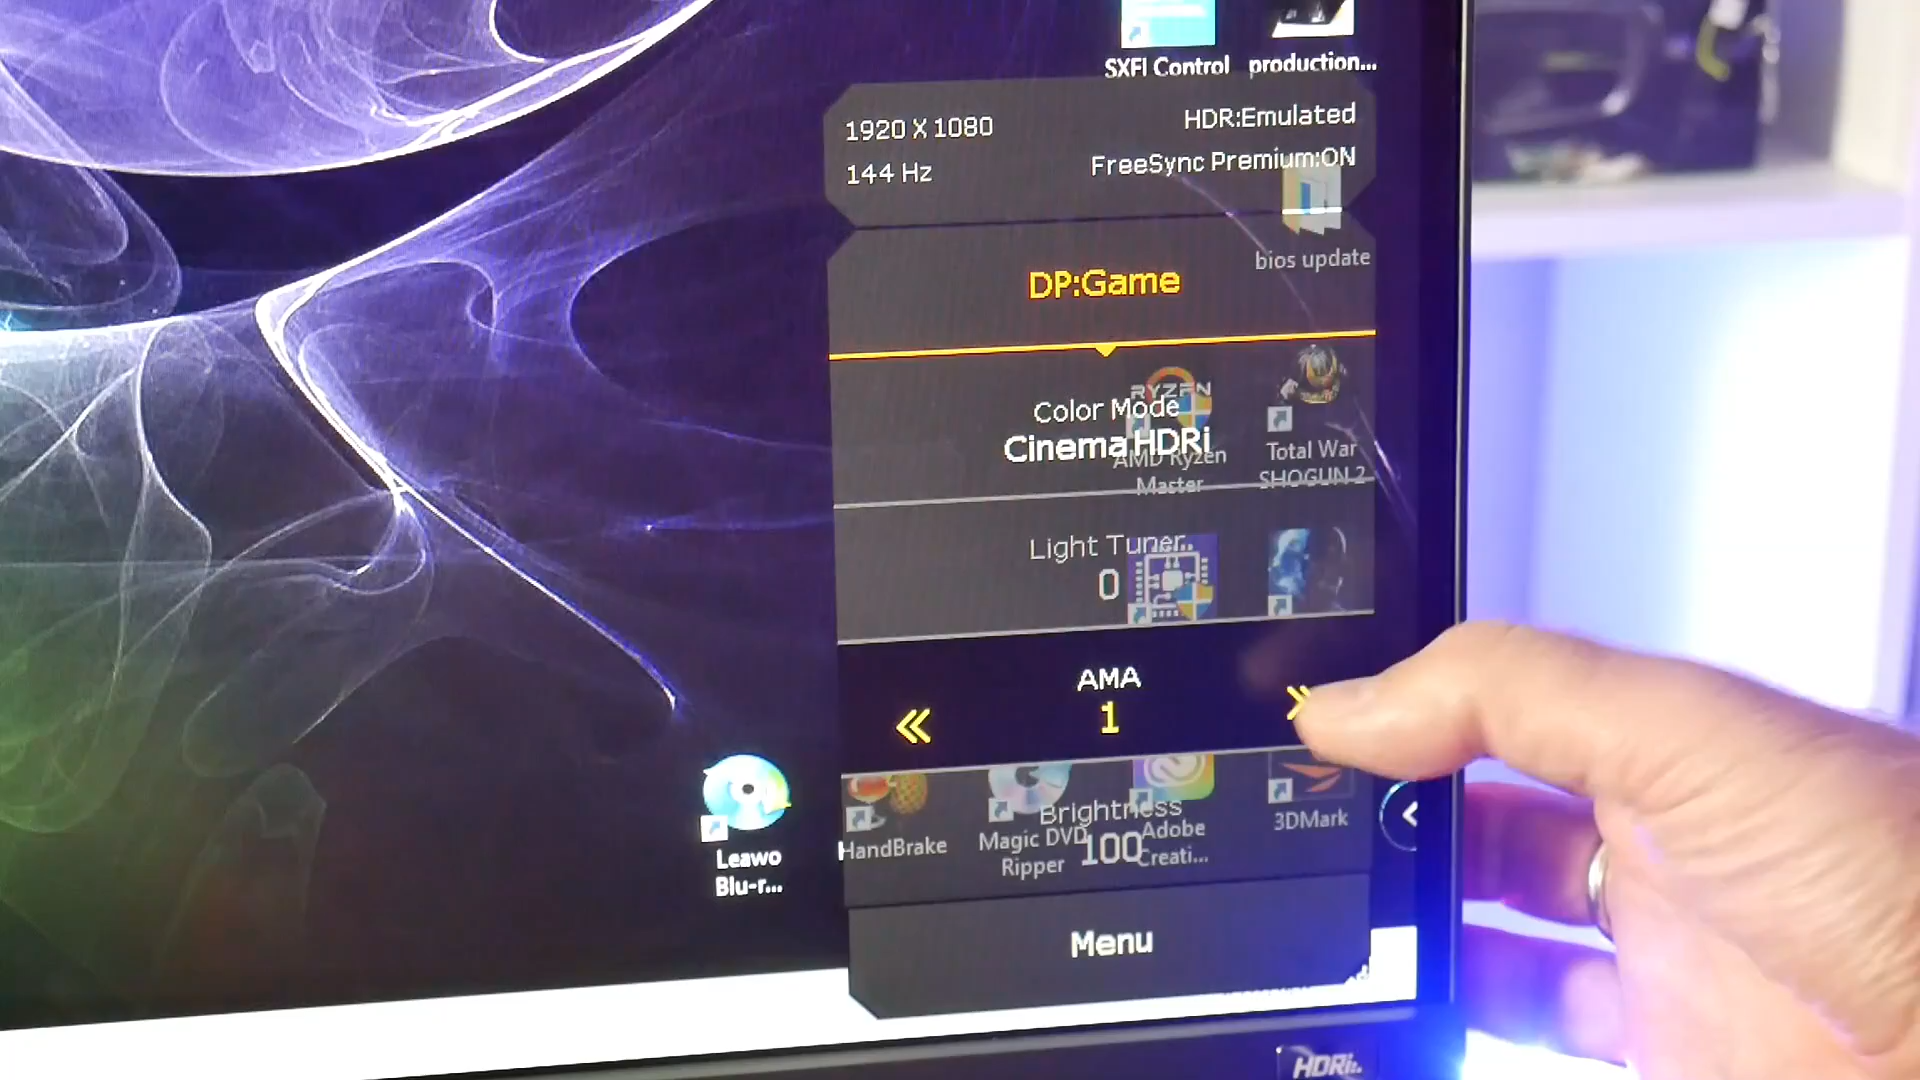 SXFI Control
production...
1920 X 1080
HDR:Emulated
144 Hz
FreeSync Premium:ON
bios update
DP:Game
RYZEN
Color Mode
Cinema HDRi
AMD Ryzen
Master
Total War
SHOGUN 2
Light Tuner..
0
AMA
1
Brightness
100
HandBrake
Magic DVD
Ripper
Adobe
Creati...
3DMark
Leawo
Blu-r...
Menu
HDRi